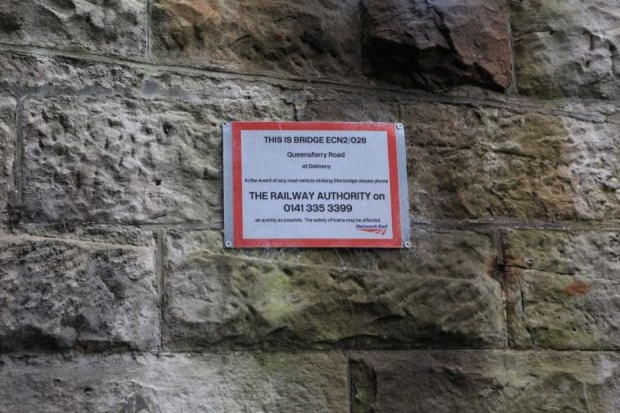 THIS IS BRIDGE ECN2/028
Queensferry Road
at Dalmeny
In the event of any road vehicle striking this bridge please phone
THE RAILWAY AUTHORITY on
0141 335 3399
as quickly as possible. The safety of trains may be affected.
Network Rail